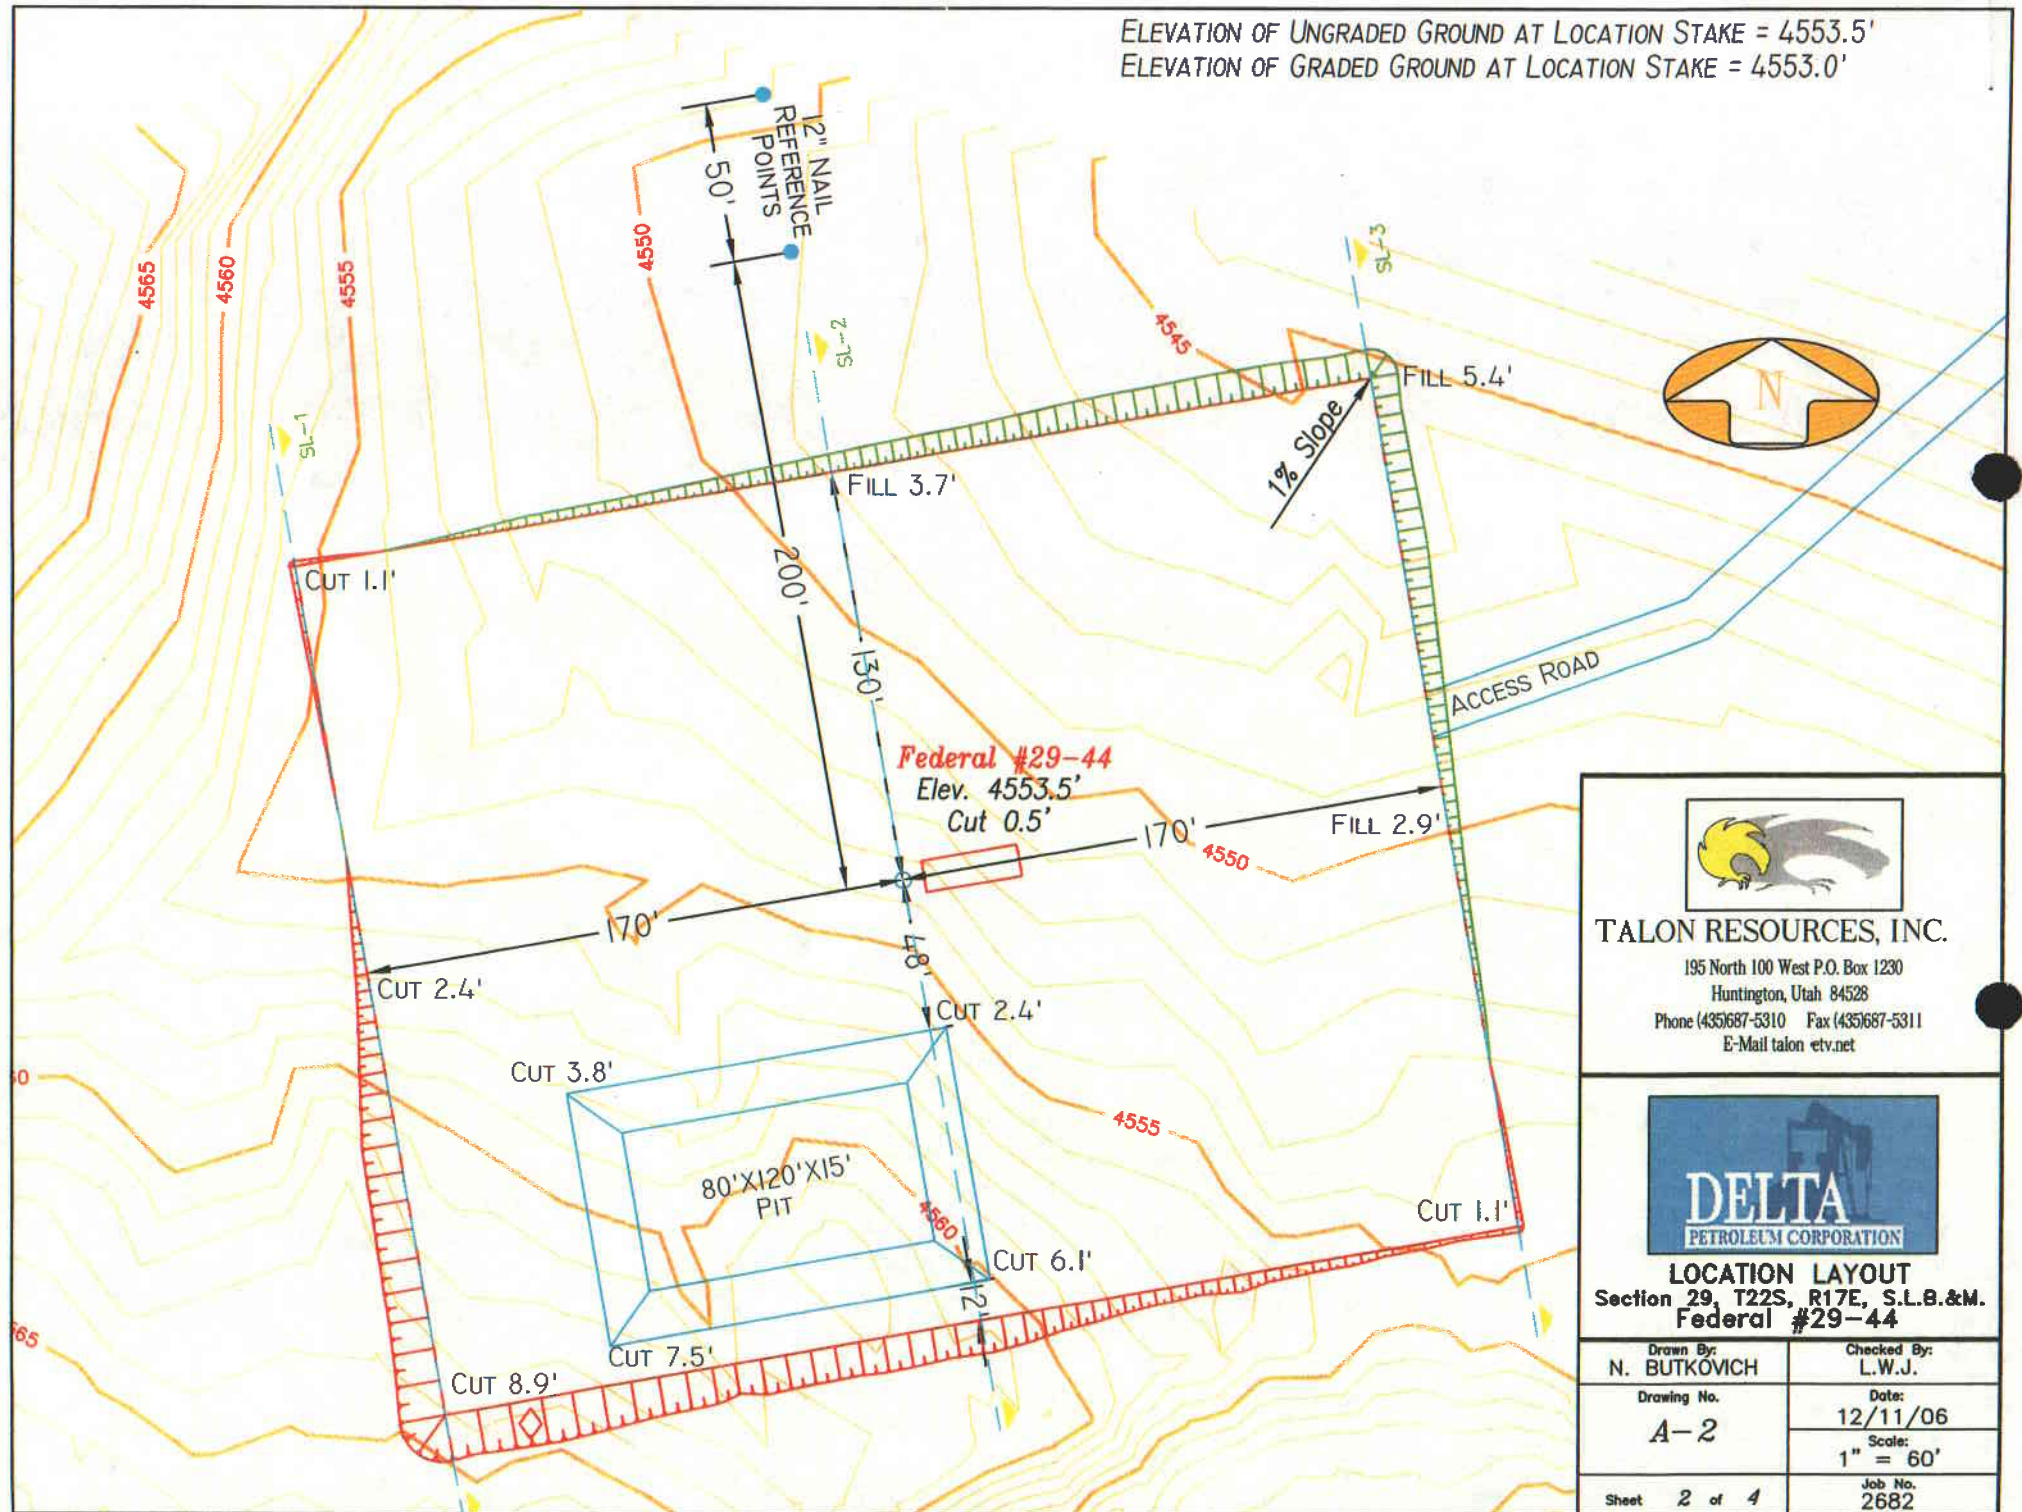 ELEVATION OF UNGRADED GROUND AT LOCATION STAKE = 4553.5'
ELEVATION OF GRADED GROUND AT LOCATION STAKE = 4553.0'
12" NAIL
REFERENCE
POINTS
50'
4565
4560
4555
4550
4545
SL-1
SL-2
SL-3
N
FILL 5.4'
1% Slope
FILL 3.7'
CUT 1.1'
200'
130'
ACCESS ROAD
Federal #29-44
Elev. 4553.5'
Cut 0.5'
170'
FILL 2.9'
4550
170'
48'
CUT 2.4'
CUT 2.4'
CUT 3.8'
4555
80'X120'X15'
PIT
4560
CUT 1.1'
CUT 6.1'
12'
CUT 7.5'
CUT 8.9'
60
65
TALON RESOURCES, INC.
195 North 100 West P.O. Box 1230
Huntington, Utah 84528
Phone (435)687-5310 Fax (435)687-5311
E-Mail talon etv.net
DELTA
PETROLEUM CORPORATION
LOCATION LAYOUT
Section 29, T22S, R17E, S.L.B.&M.
Federal #29-44
Drawn By:
N. BUTKOVICH
Checked By:
L.W.J.
Drawing No.
A-2
Date:
12/11/06
Scale:
1" = 60'
Sheet 2 of 4
Job No.
2682